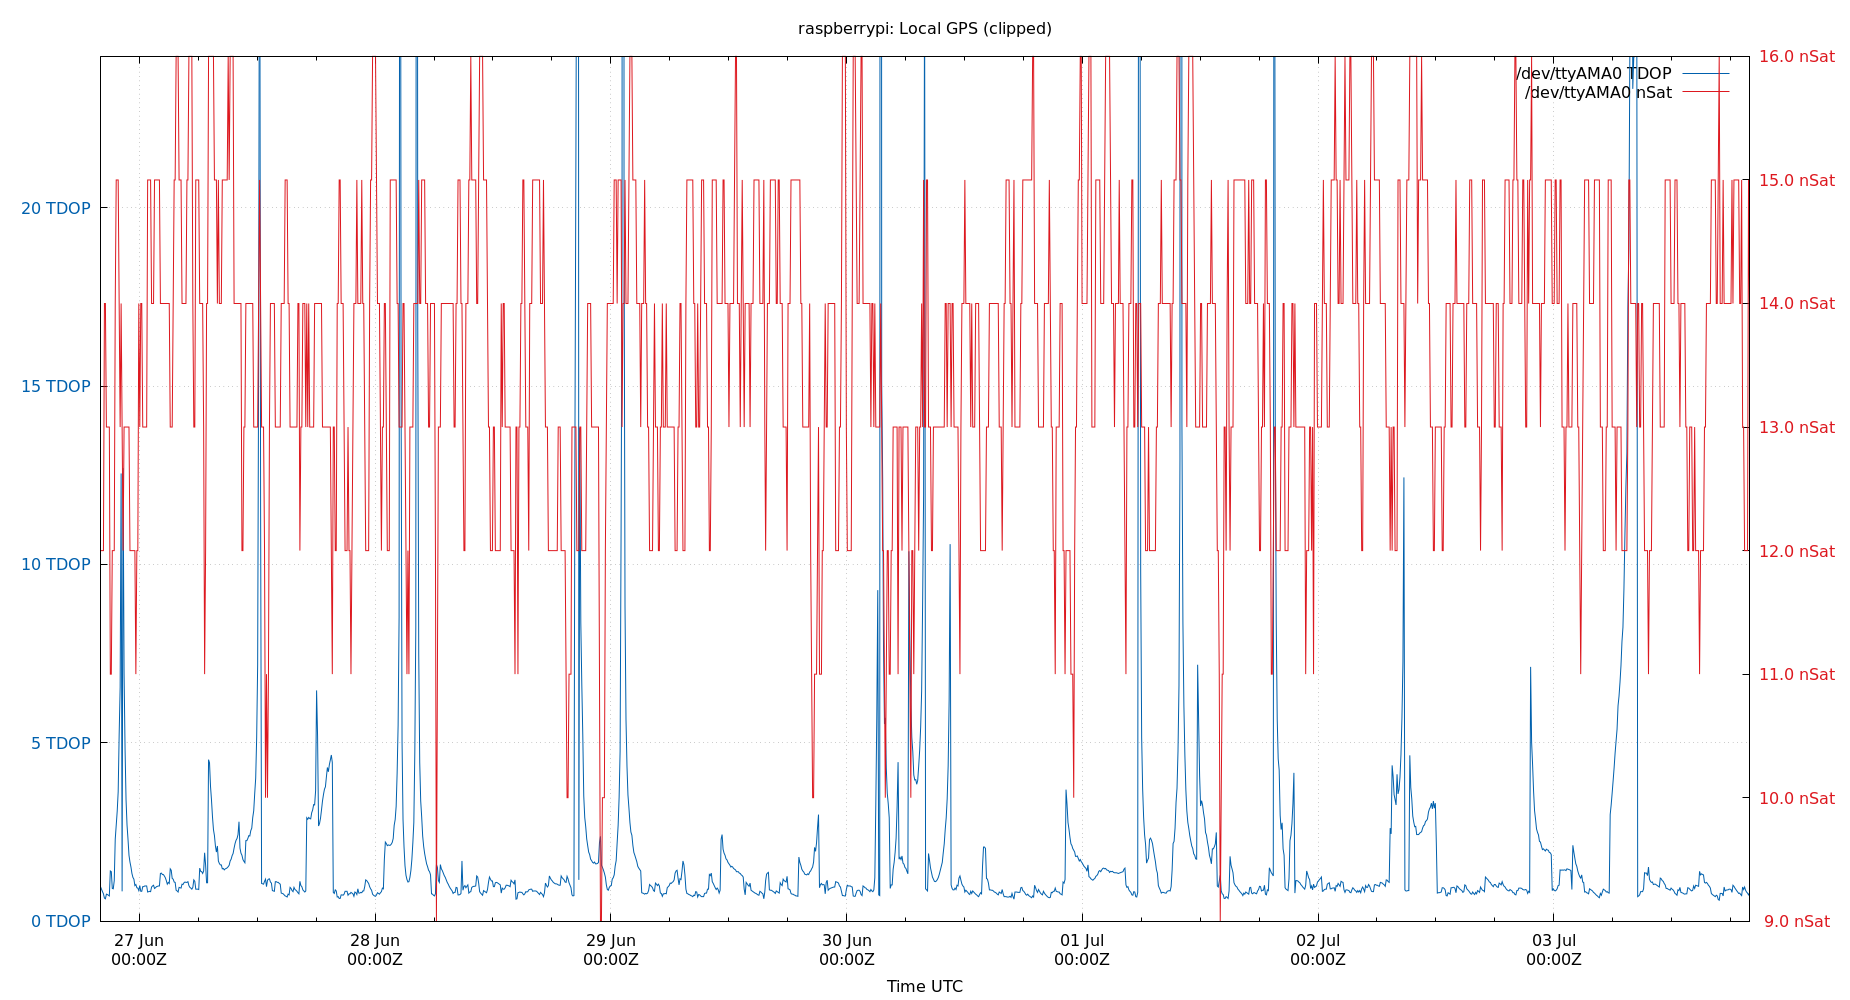 raspberrypi: Local GPS (clipped)
/dev/ttyAMA0 TDOP
/dev/ttyAMA0 nSat
20 TDOP
15 TDOP
10 TDOP
5 TDOP
0 TDOP
16.0 nSat
15.0 nSat
14.0 nSat
13.0 nSat
12.0 nSat
11.0 nSat
10.0 nSat
9.0 nSat
27 Jun 28 Jun 29 Jun 30 Jun 01 Jul 02 Jul 03 Jul
00:00Z 00:00Z 00:00Z 00:00Z 00:00Z 00:00Z 00:00Z
Time UTC